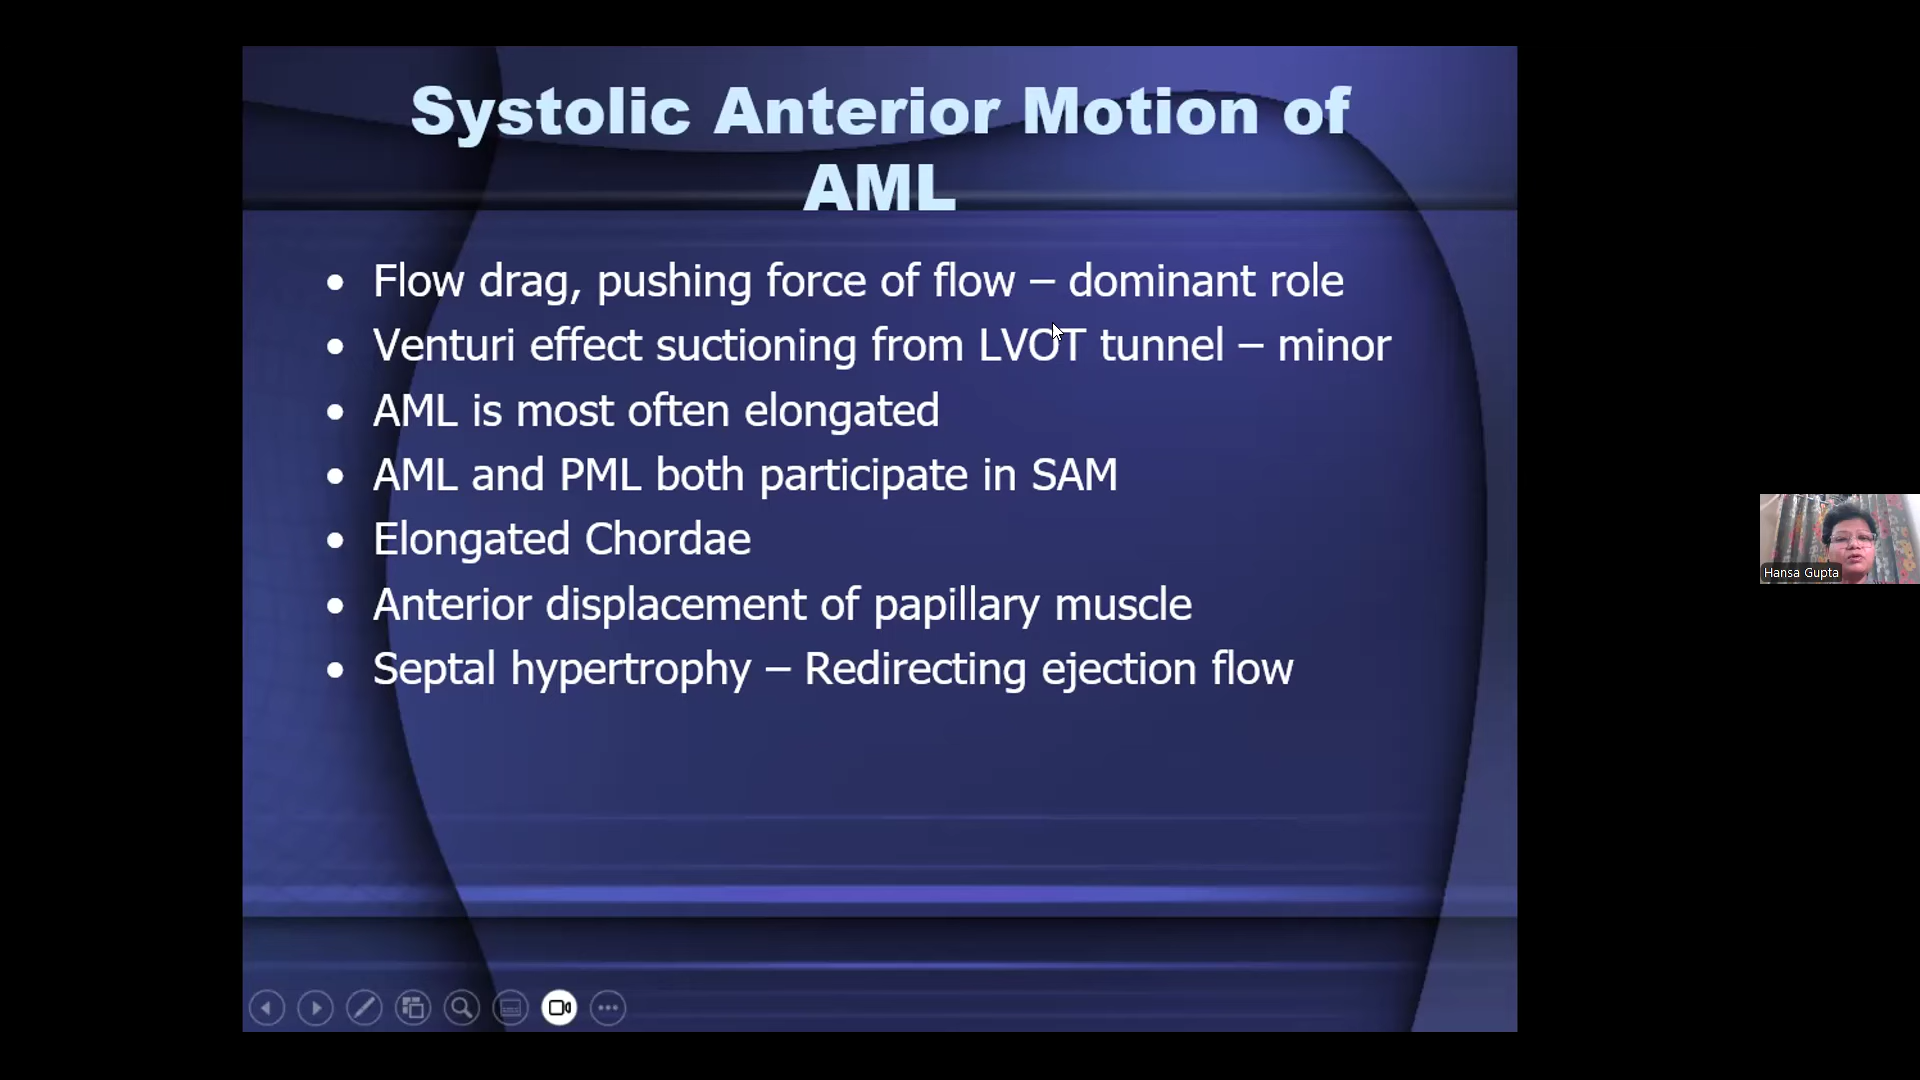 Systolic Anterior Motion of
AML
• Flow drag, pushing force of flow – dominant role
• Venturi effect suctioning from LVOT tunnel – minor
• AML is most often elongated
• AML and PML both participate in SAM
• Elongated Chordae
• Anterior displacement of papillary muscle
• Septal hypertrophy – Redirecting ejection flow
Hansa Gupta